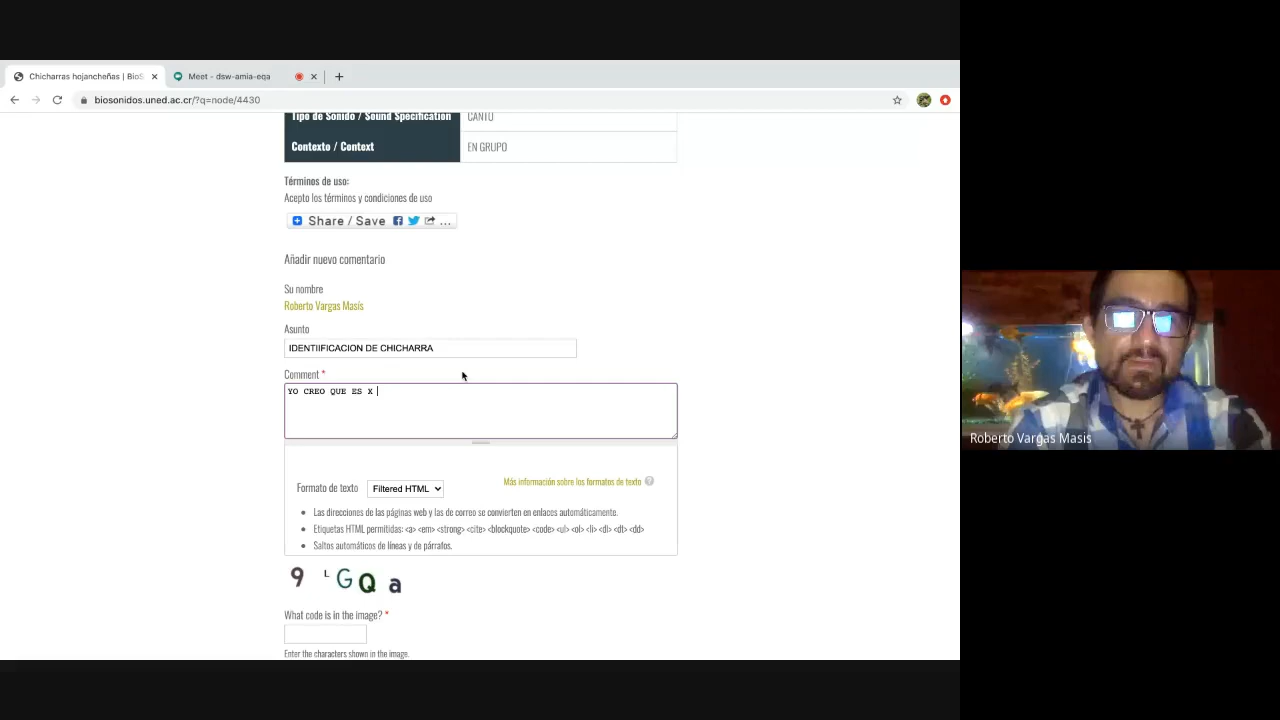 Chicharras hojancheñas | BioS
Meet - dsw-amia-eqa
biosonidos.uned.ac.cr/?q=node/4430
Tipo de Sonido / Sound Specification
CANTO
Contexto / Context
EN GRUPO
Términos de uso:
Acepto los términos y condiciones de uso
Share / Save ...
Añadir nuevo comentario
Su nombre
Roberto Vargas Masís
Asunto
IDENTIIFICACION DE CHICHARRA
Comment *
YO CREO QUE ES X
Formato de texto
Filtered HTML
Más información sobre los formatos de texto ?
Las direcciones de las páginas web y las de correo se convierten en enlaces automáticamente.
Etiquetas HTML permitidas: <a> <em> <strong> <cite> <blockquote> <code> <ul> <ol> <li> <dl> <dt> <dd>
Saltos automáticos de líneas y de párrafos.
9 L G Q a
What code is in the image? *
Enter the characters shown in the image.
Roberto Vargas Masis